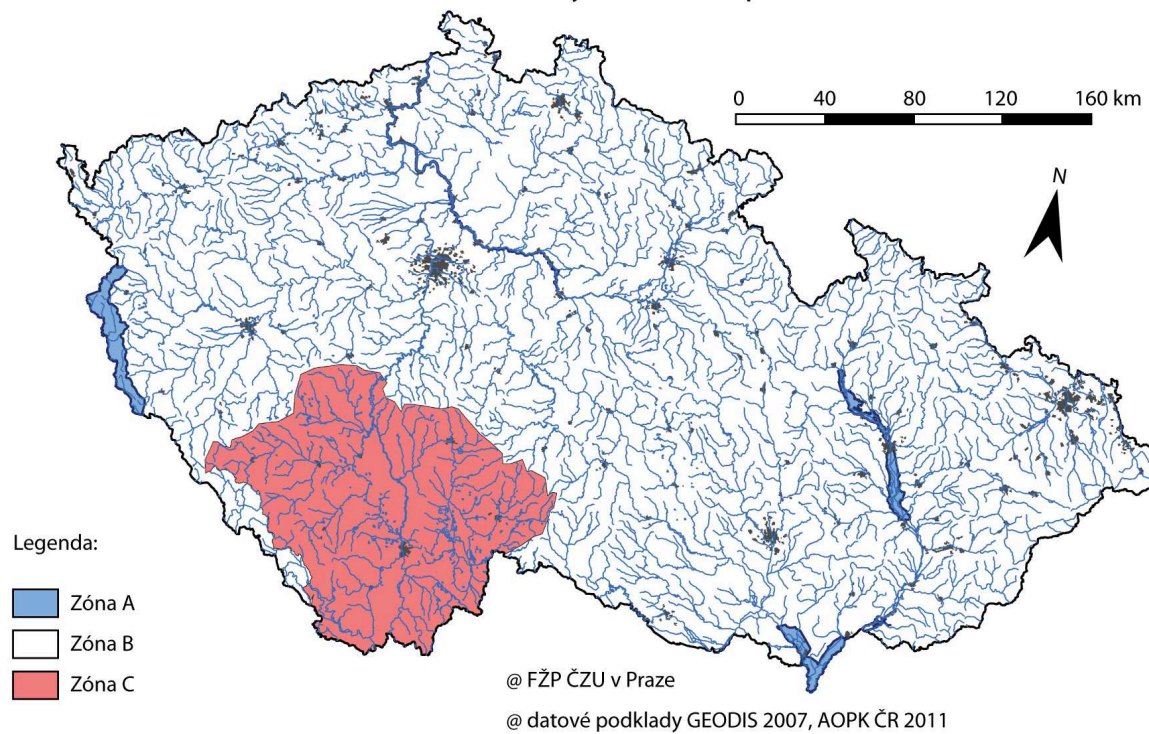 0 40 80 120 160 km
N
Legenda:
Zóna A
Zóna B
Zóna C
@ FŽP ČZU v Praze
@ datové podklady GEODIS 2007, AOPK ČR 2011